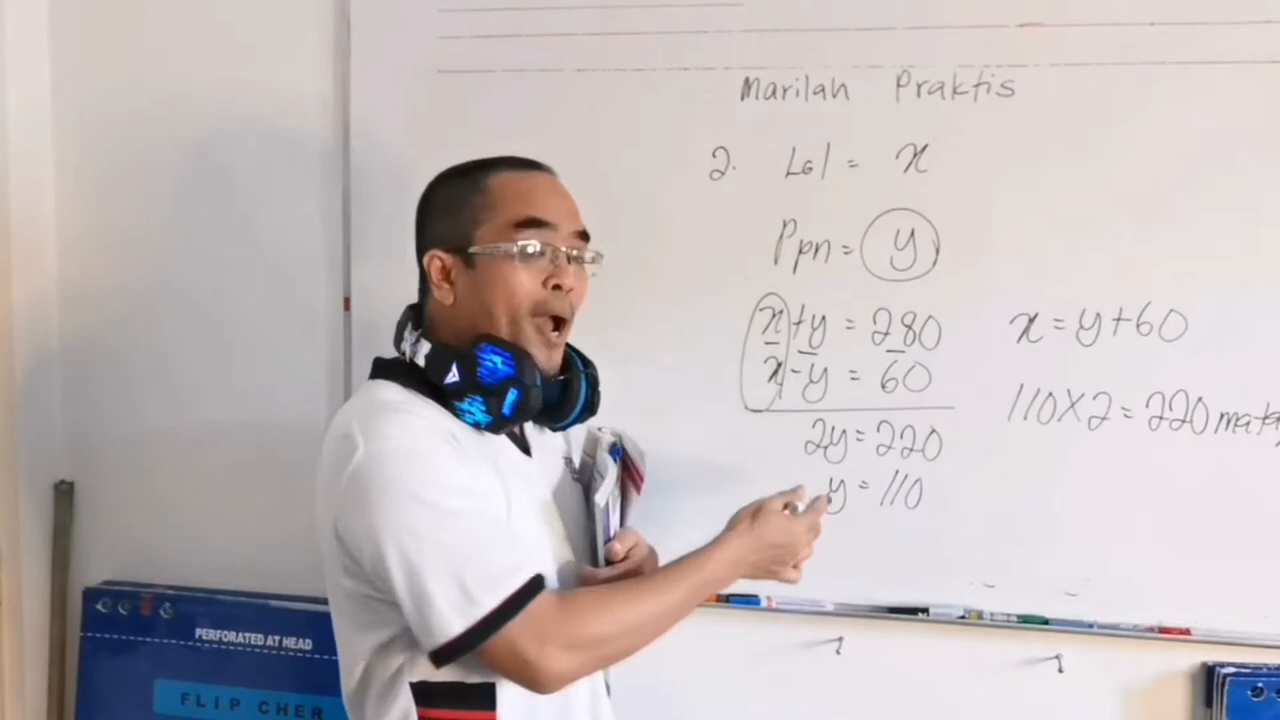 Marilah Praktis
2. Lel = x
Ppn = y
x + y = 280
x - y = 60
2y = 220
y = 110
x = y + 60
110 X 2 = 220 mata
PERFORATED AT HEAD
FLIP CHER